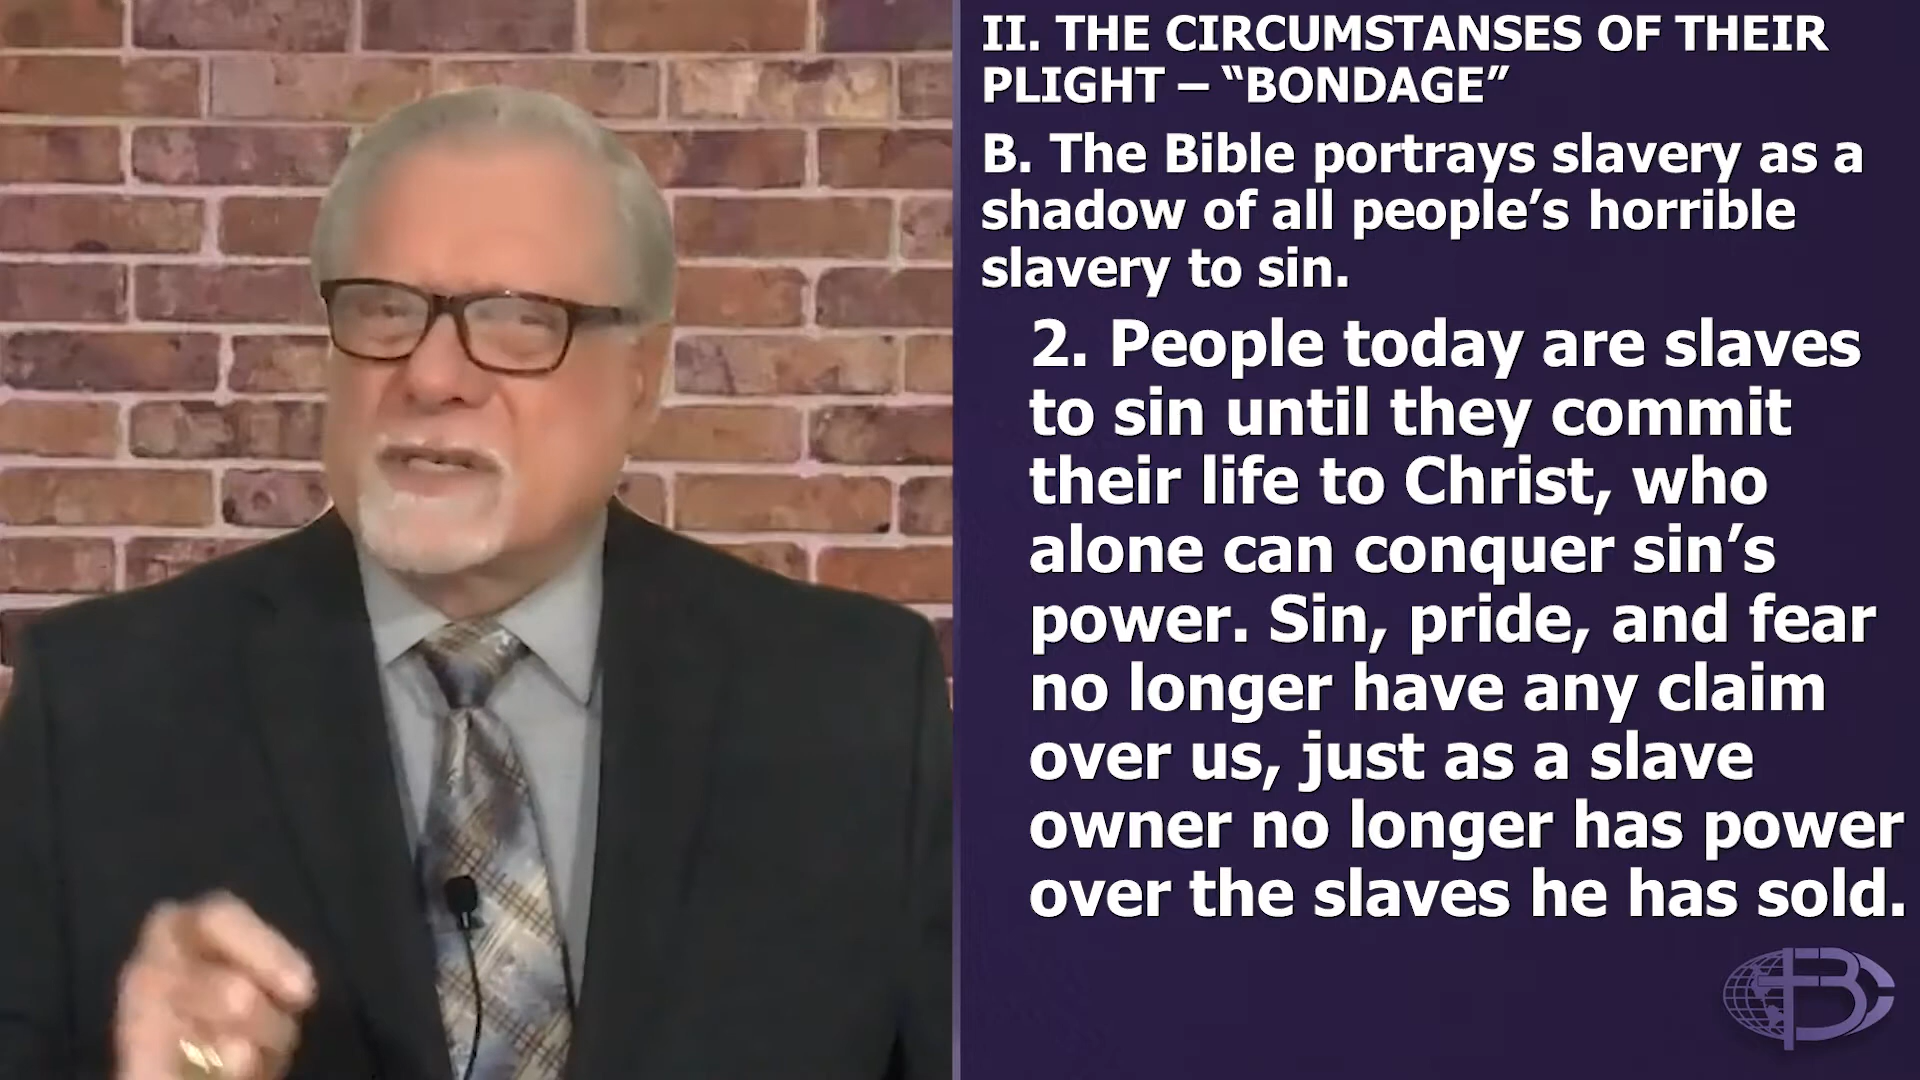 II. THE CIRCUMSTANSES OF THEIR
PLIGHT – “BONDAGE”
B. The Bible portrays slavery as a
shadow of all people’s horrible
slavery to sin.
2. People today are slaves
to sin until they commit
their life to Christ, who
alone can conquer sin’s
power. Sin, pride, and fear
no longer have any claim
over us, just as a slave
owner no longer has power
over the slaves he has sold.
BC